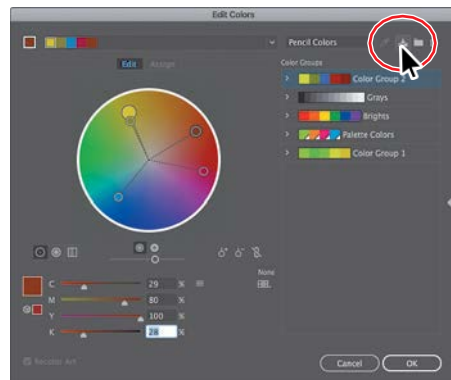 Edit Colors
Pencil Colors
Edit Assign
Color Groups
Color Group 2
Grays
Brights
Palette Colors
Color Group 1
None
C 29 %
M 80 %
Y 100 %
K 28 %
Recolor Art
Cancel OK